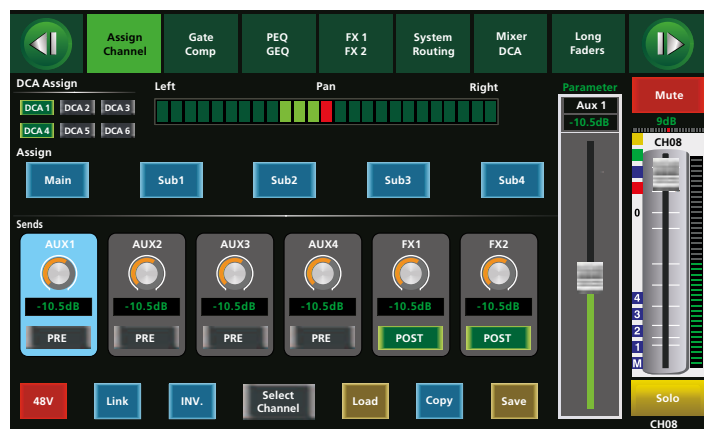 Assign Channel
Gate Comp
PEQ GEQ
FX 1 FX 2
System Routing
Mixer DCA
Long Faders
DCA Assign
Left
Pan
Right
Parameter
Mute
DCA 1
DCA 2
DCA 3
Aux 1
-10.5dB
9dB
DCA 4
DCA 5
DCA 6
CH08
Assign
Main
Sub1
Sub2
Sub3
Sub4
0
Sends
AUX1
AUX2
AUX3
AUX4
FX1
FX2
-10.5dB
-10.5dB
-10.5dB
-10.5dB
-10.5dB
-10.5dB
4
3
2
1
M
PRE
PRE
PRE
PRE
POST
POST
48V
Link
INV.
Select Channel
Load
Copy
Save
Solo
CH08